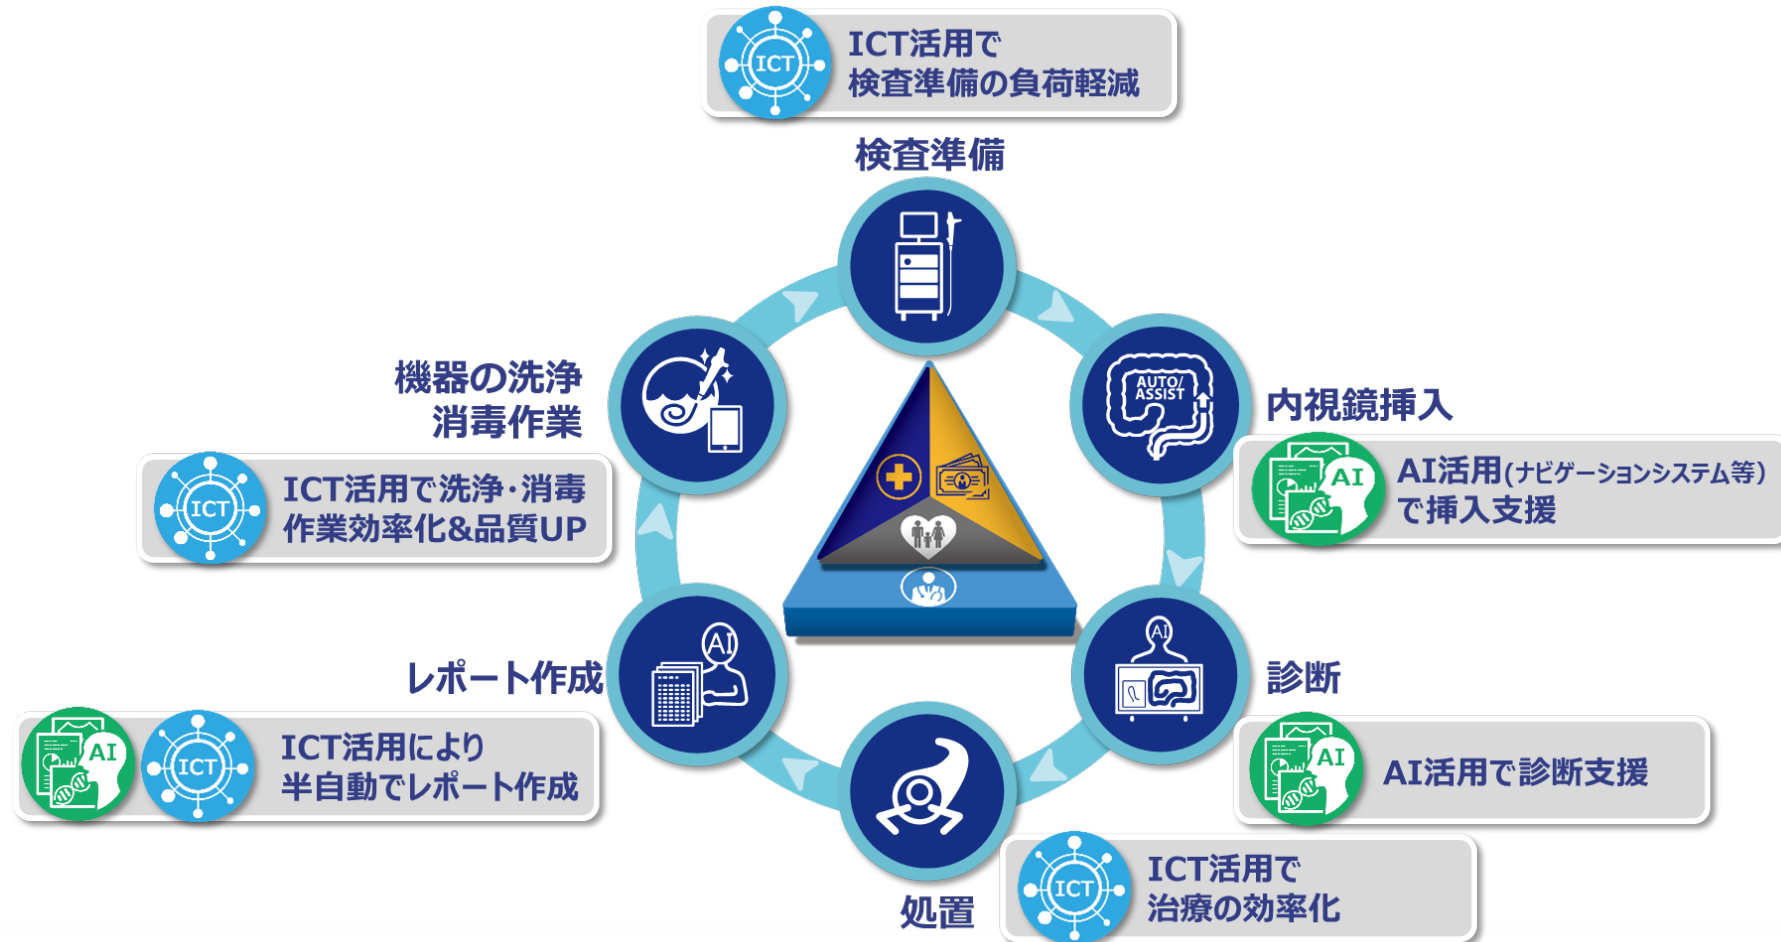 ICT
ICT活用で
検査準備の負荷軽減
検査準備
AUTO/
ASSIST
内視鏡挿入
AI
AI活用(ナビゲーションシステム等)
で挿入支援
AI
診断
AI
AI活用で診断支援
処置
ICT
ICT活用で
治療の効率化
AI
レポート作成
AI
ICT
ICT活用により
半自動でレポート作成
機器の洗浄
消毒作業
ICT
ICT活用で洗浄・消毒
作業効率化&品質UP